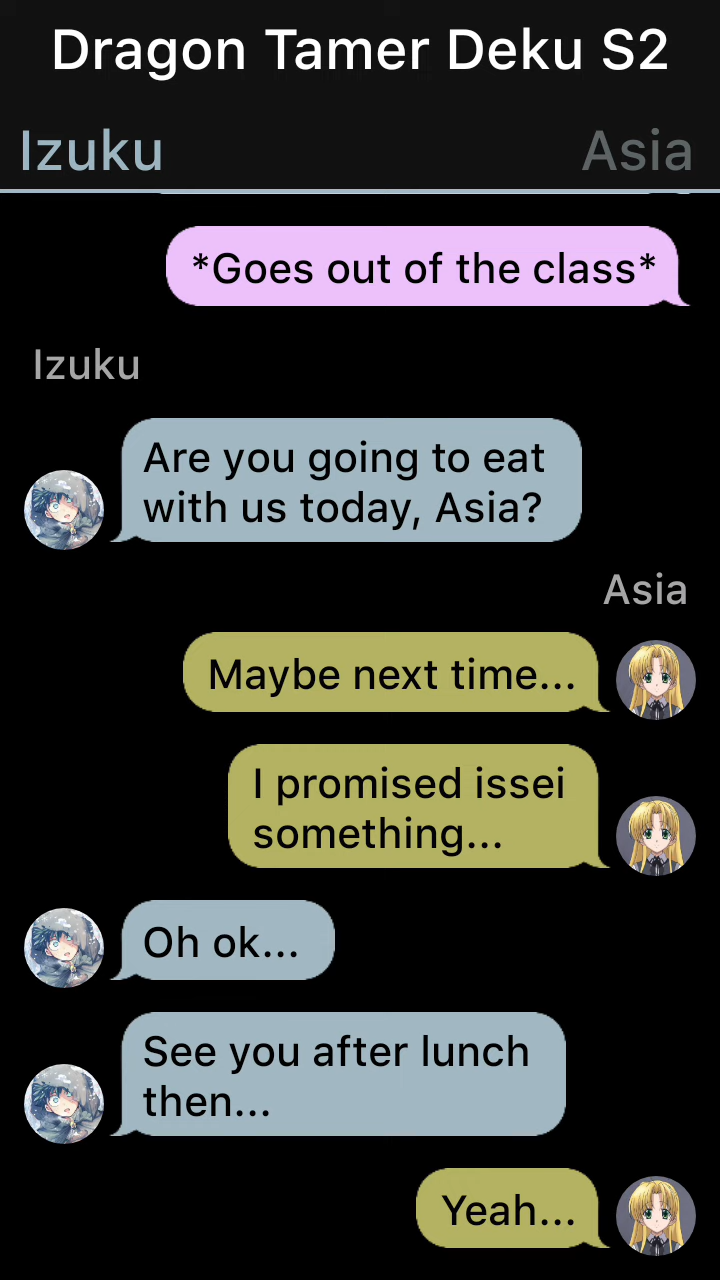 Dragon Tamer Deku S2
Izuku
Asia
*Goes out of the class*
Izuku
Are you going to eat
with us today, Asia?
Asia
Maybe next time...
I promised issei
something...
Oh ok...
See you after lunch
then...
Yeah...